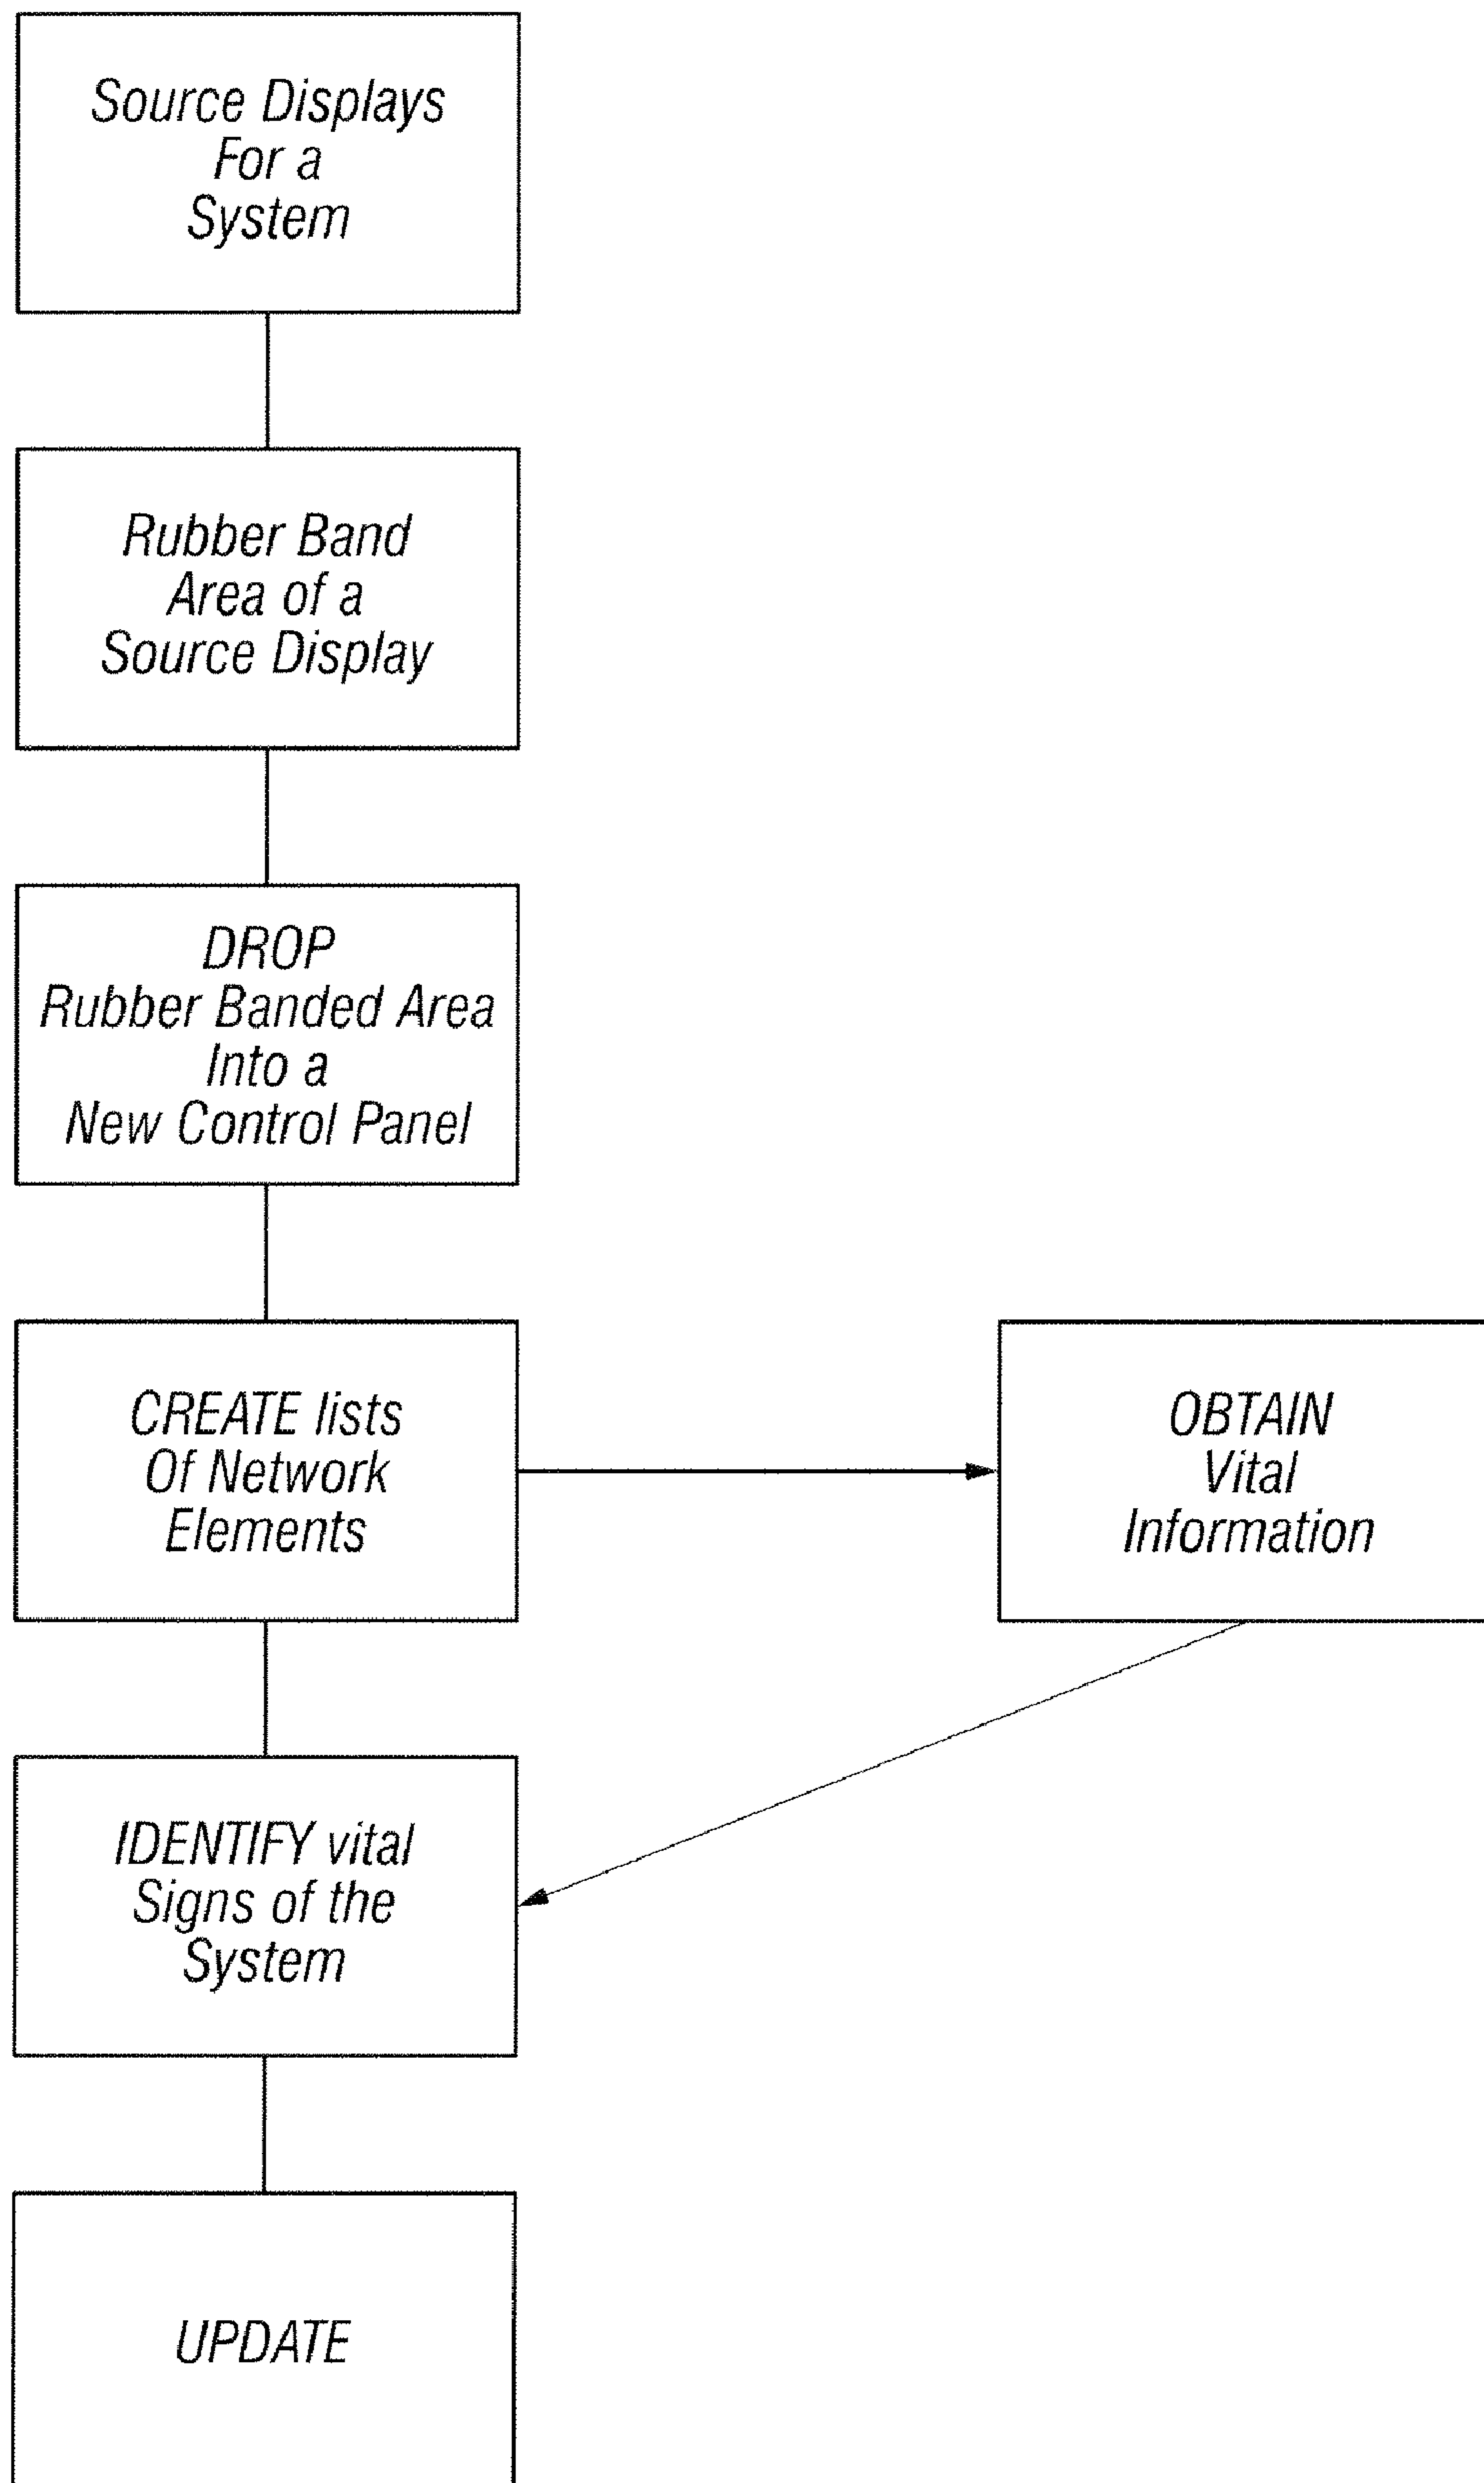 Source Displays
For a
System
Rubber Band
Area of a
Source Display
DROP
Rubber Banded Area
Into a
New Control Panel
CREATE lists
Of Network
Elements
OBTAIN
Vital
Information
IDENTIFY vital
Signs of the
System
UPDATE